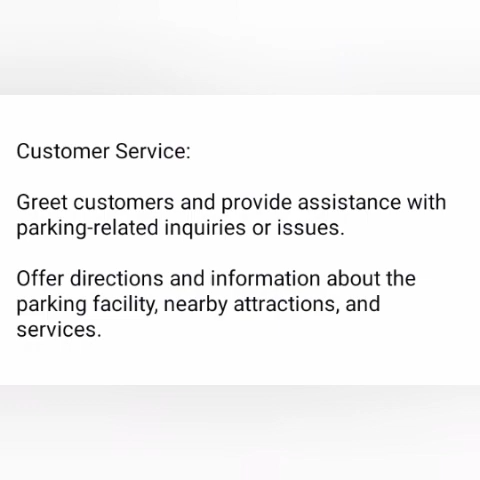 Customer Service:
Greet customers and provide assistance with
parking-related inquiries or issues.
Offer directions and information about the
parking facility, nearby attractions, and
services.